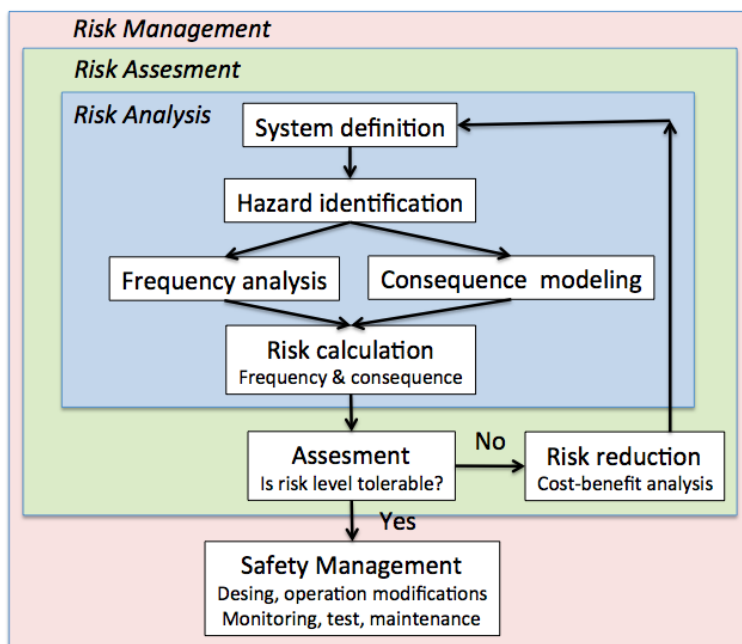 Risk Management
Risk Assesment
Risk Analysis
System definition
Hazard identification
Frequency analysis
Consequence modeling
Risk calculation
Frequency & consequence
Assesment
Is risk level tolerable?
No
Risk reduction
Cost-benefit analysis
Yes
Safety Management
Desing, operation modifications
Monitoring, test, maintenance